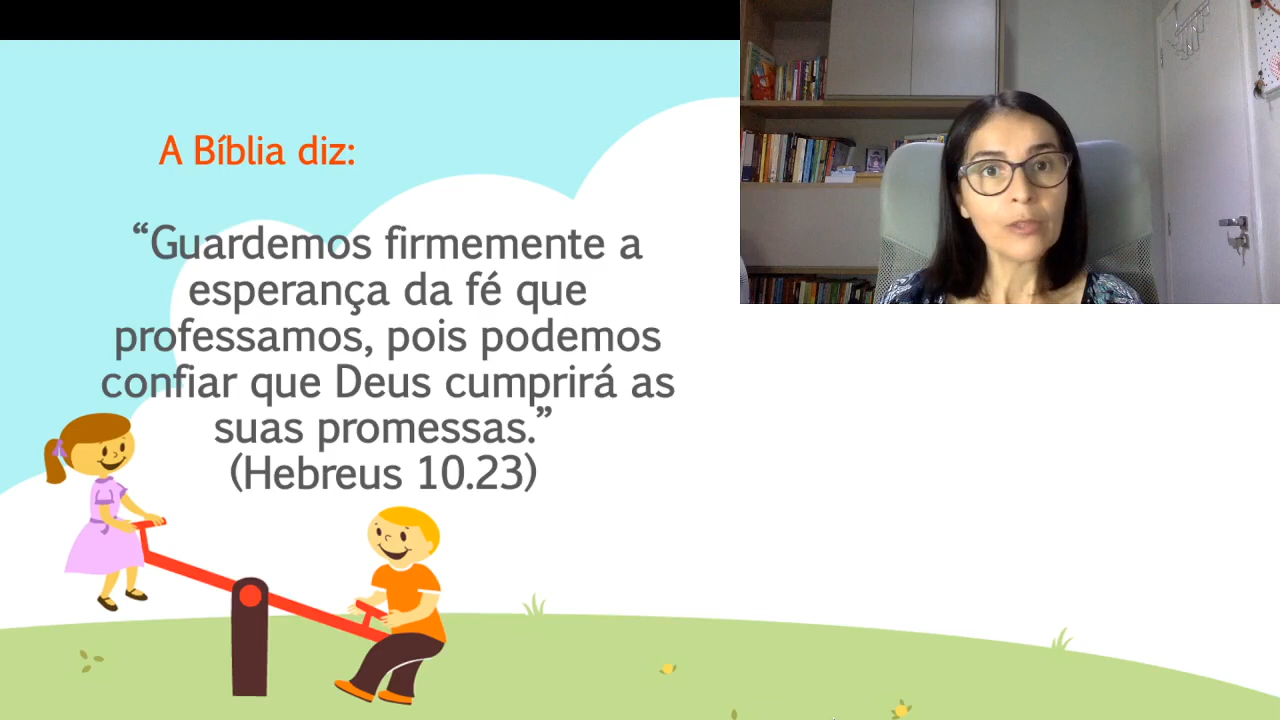 A Bíblia diz:
“Guardemos firmemente a
esperança da fé que
professamos, pois podemos
confiar que Deus cumprirá as
suas promessas.”
(Hebreus 10.23)